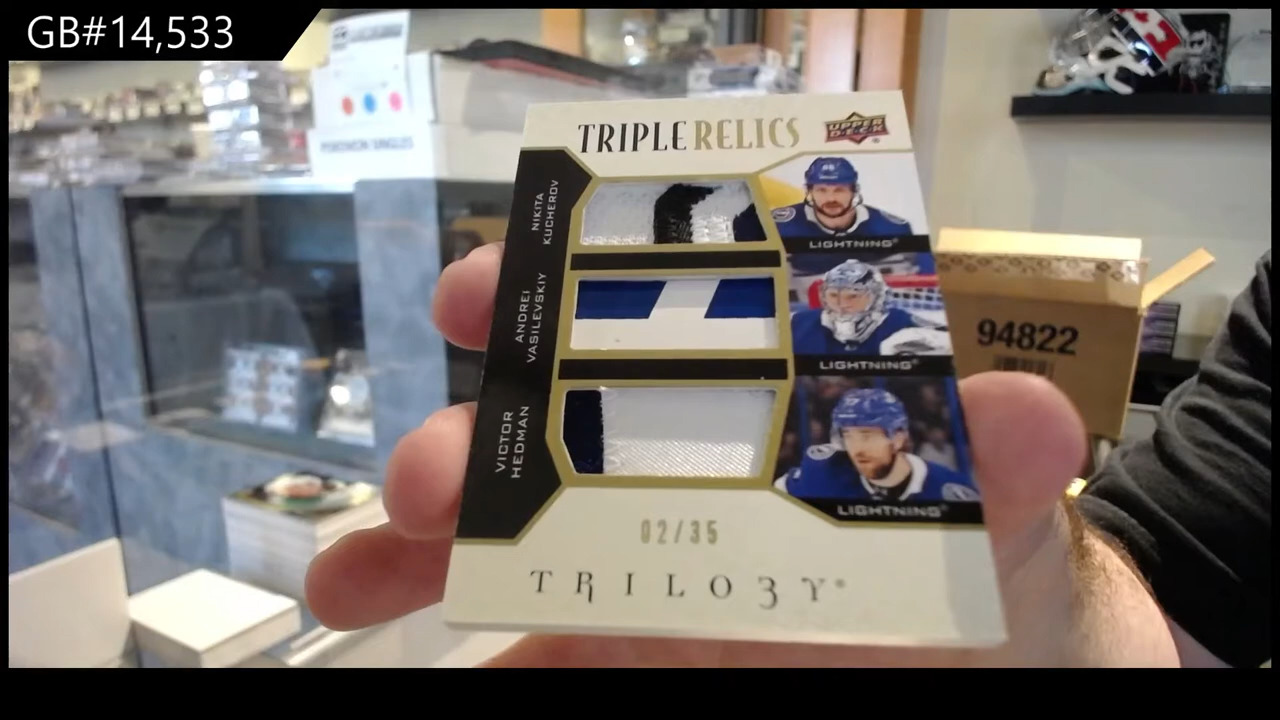 GB#14,533
POKEMON SINGLES
TRIPLE RELICS
UPPER DECK®
NIKITA
KUCHEROV
LIGHTNING®
ANDREI
VASILEVSKIY
LIGHTNING®
VICTOR
HEDMAN
LIGHTNING®
02/35
TRILO3Y®
94822